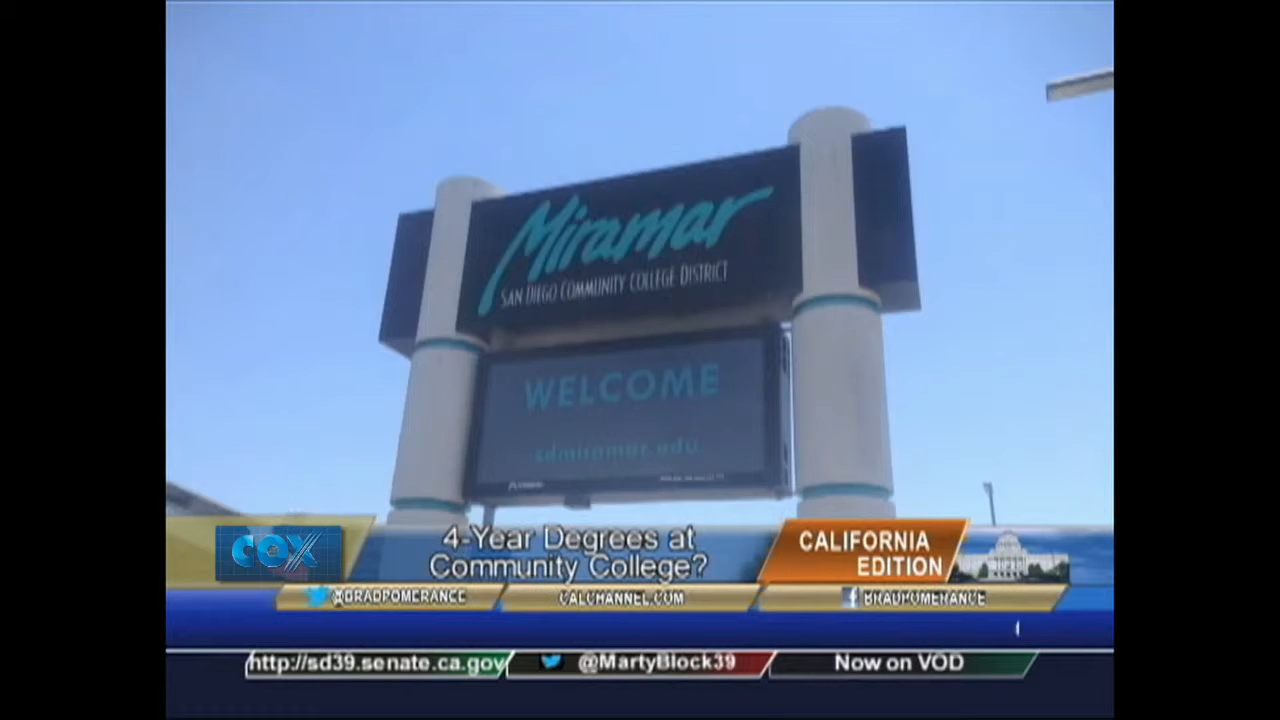 Miramar
SAN DIEGO COMMUNITY COLLEGE DISTRICT
WELCOME
sdmiramar.edu
COX
4-Year Degrees at
Community College?
CALIFORNIA
EDITION
@BRADPOMERANCE
CALCHANNEL.COM
BRADPOMERANCE
http://sd39.senate.ca.gov
@MartyBlock39
Now on VOD